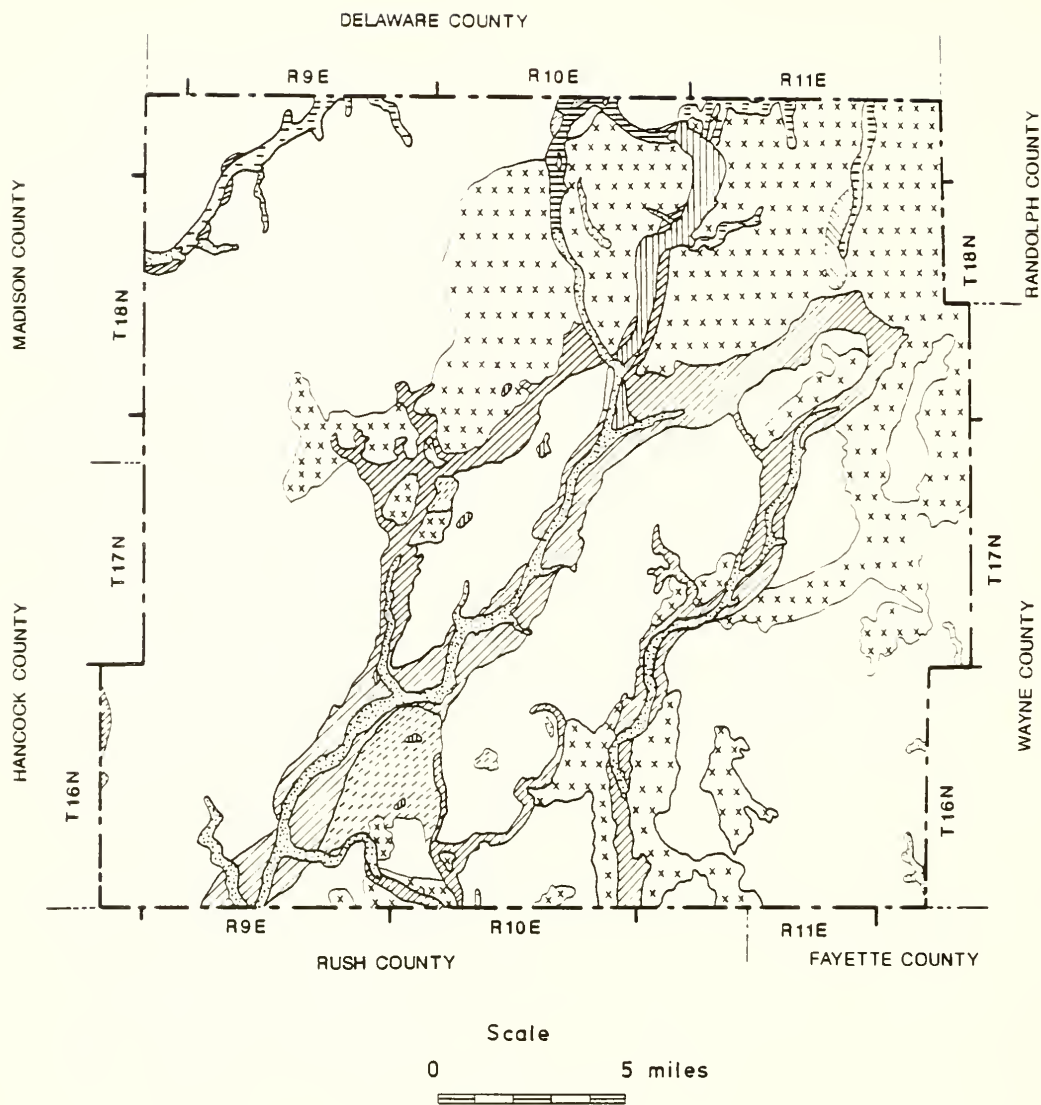 DELAWARE COUNTY
R9E
R10E
R11E
MADISON COUNTY
RANDOLPH COUNTY
T18N
T18N
T17N
T17N
HANCOCK COUNTY
WAYNE COUNTY
T16N
T16N
R9E
R10E
R11E
RUSH COUNTY
FAYETTE COUNTY
Scale
0 5 miles